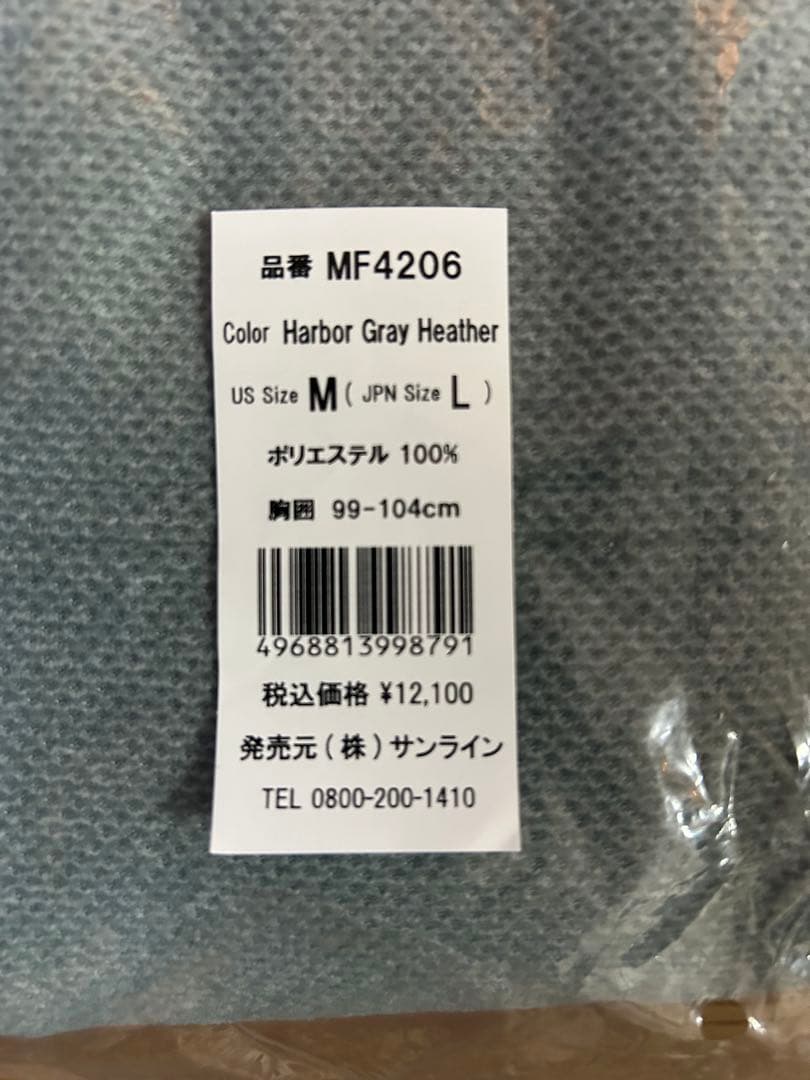 品番 MF4206
Color Harbor Gray Heather
US Size M ( JPN Size L )
ポリエステル 100%
胸囲 99-104cm
4968813998791
税込価格 ¥12,100
発売元(株)サンライン
TEL 0800-200-1410